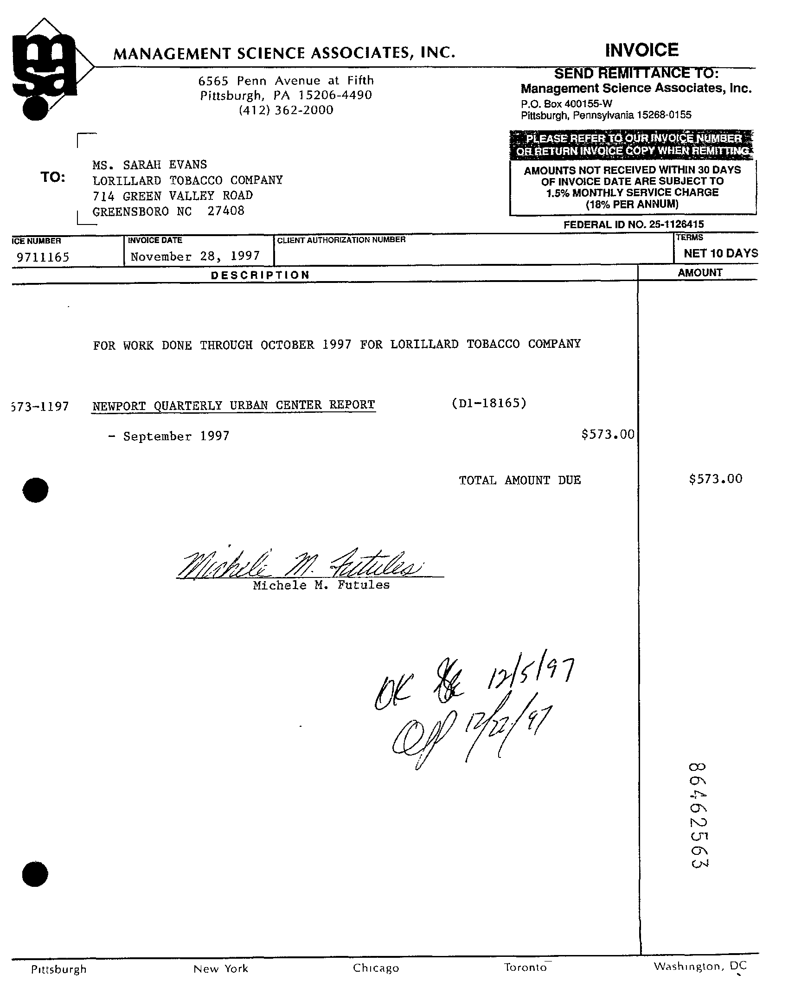 msa
MANAGEMENT SCIENCE ASSOCIATES, INC.
6565 Penn Avenue at Fifth
Pittsburgh, PA 15206-4490
(412) 362-2000
INVOICE
SEND REMITTANCE TO:
Management Science Associates, Inc.
P.O. Box 400155-W
Pittsburgh, Pennsylvania 15268-0155
PLEASE REFER TO OUR INVOICE NUMBER
OR RETURN INVOICE COPY WHEN REMITTING
AMOUNTS NOT RECEIVED WITHIN 30 DAYS
OF INVOICE DATE ARE SUBJECT TO
1.5% MONTHLY SERVICE CHARGE
(18% PER ANNUM)
FEDERAL ID NO. 25-1126415
TO:
MS. SARAH EVANS
LORILLARD TOBACCO COMPANY
714 GREEN VALLEY ROAD
GREENSBORO NC 27408
ICE NUMBER INVOICE DATE CLIENT AUTHORIZATION NUMBER TERMS
9711165 November 28, 1997 NET 10 DAYS
DESCRIPTION AMOUNT
FOR WORK DONE THROUGH OCTOBER 1997 FOR LORILLARD TOBACCO COMPANY
573-1197 NEWPORT QUARTERLY URBAN CENTER REPORT (D1-18165)
- September 1997 $573.00
TOTAL AMOUNT DUE $573.00
Michele M. Futules
Michele M. Futules
OK 12/5/97
12/22/97
86462563
Pittsburgh New York Chicago Toronto Washington, DC